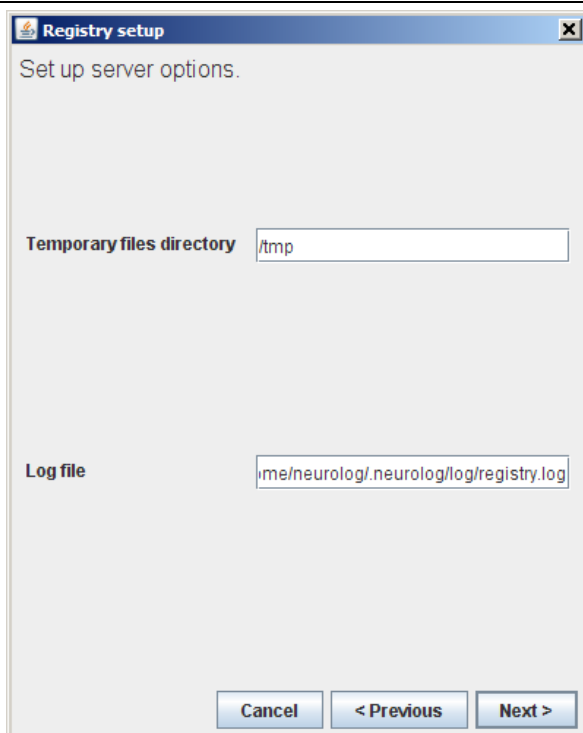 Registry setup
Set up server options.
Temporary files directory /tmp
Log file ome/neurolog/.neurolog/log/registry.log
Cancel < Previous Next >